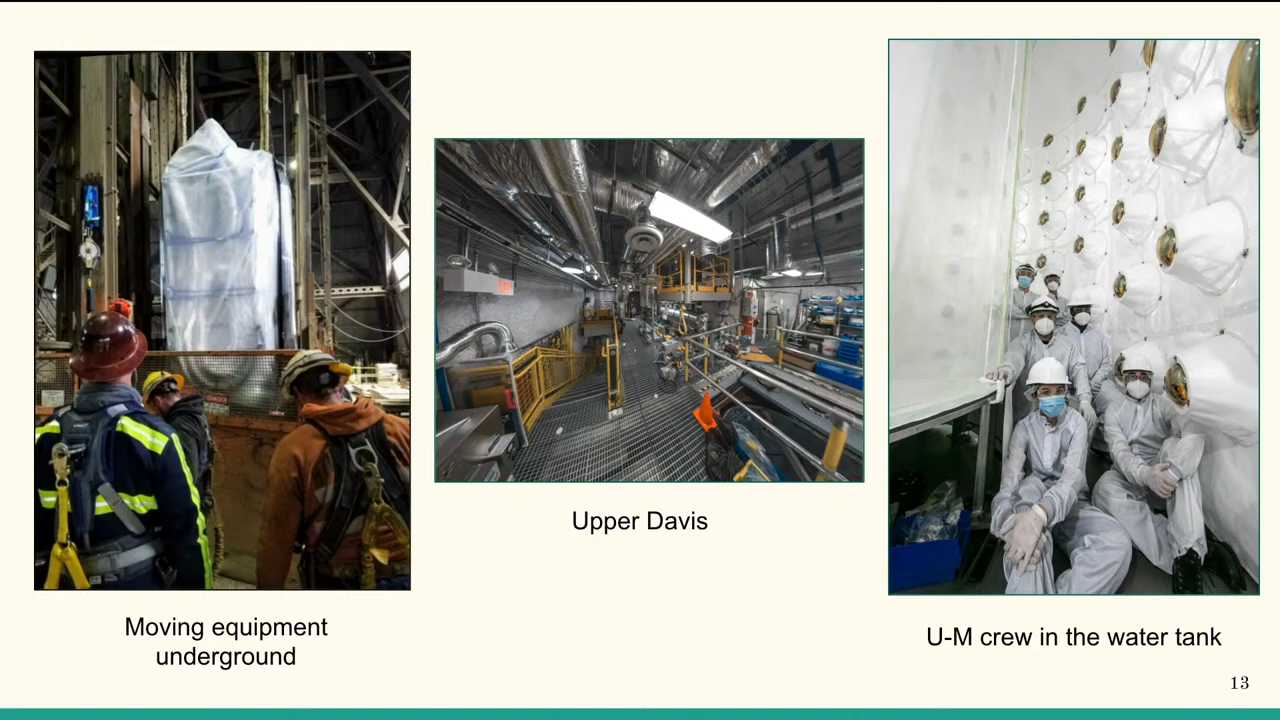 Moving equipment
underground
Upper Davis
U-M crew in the water tank
13